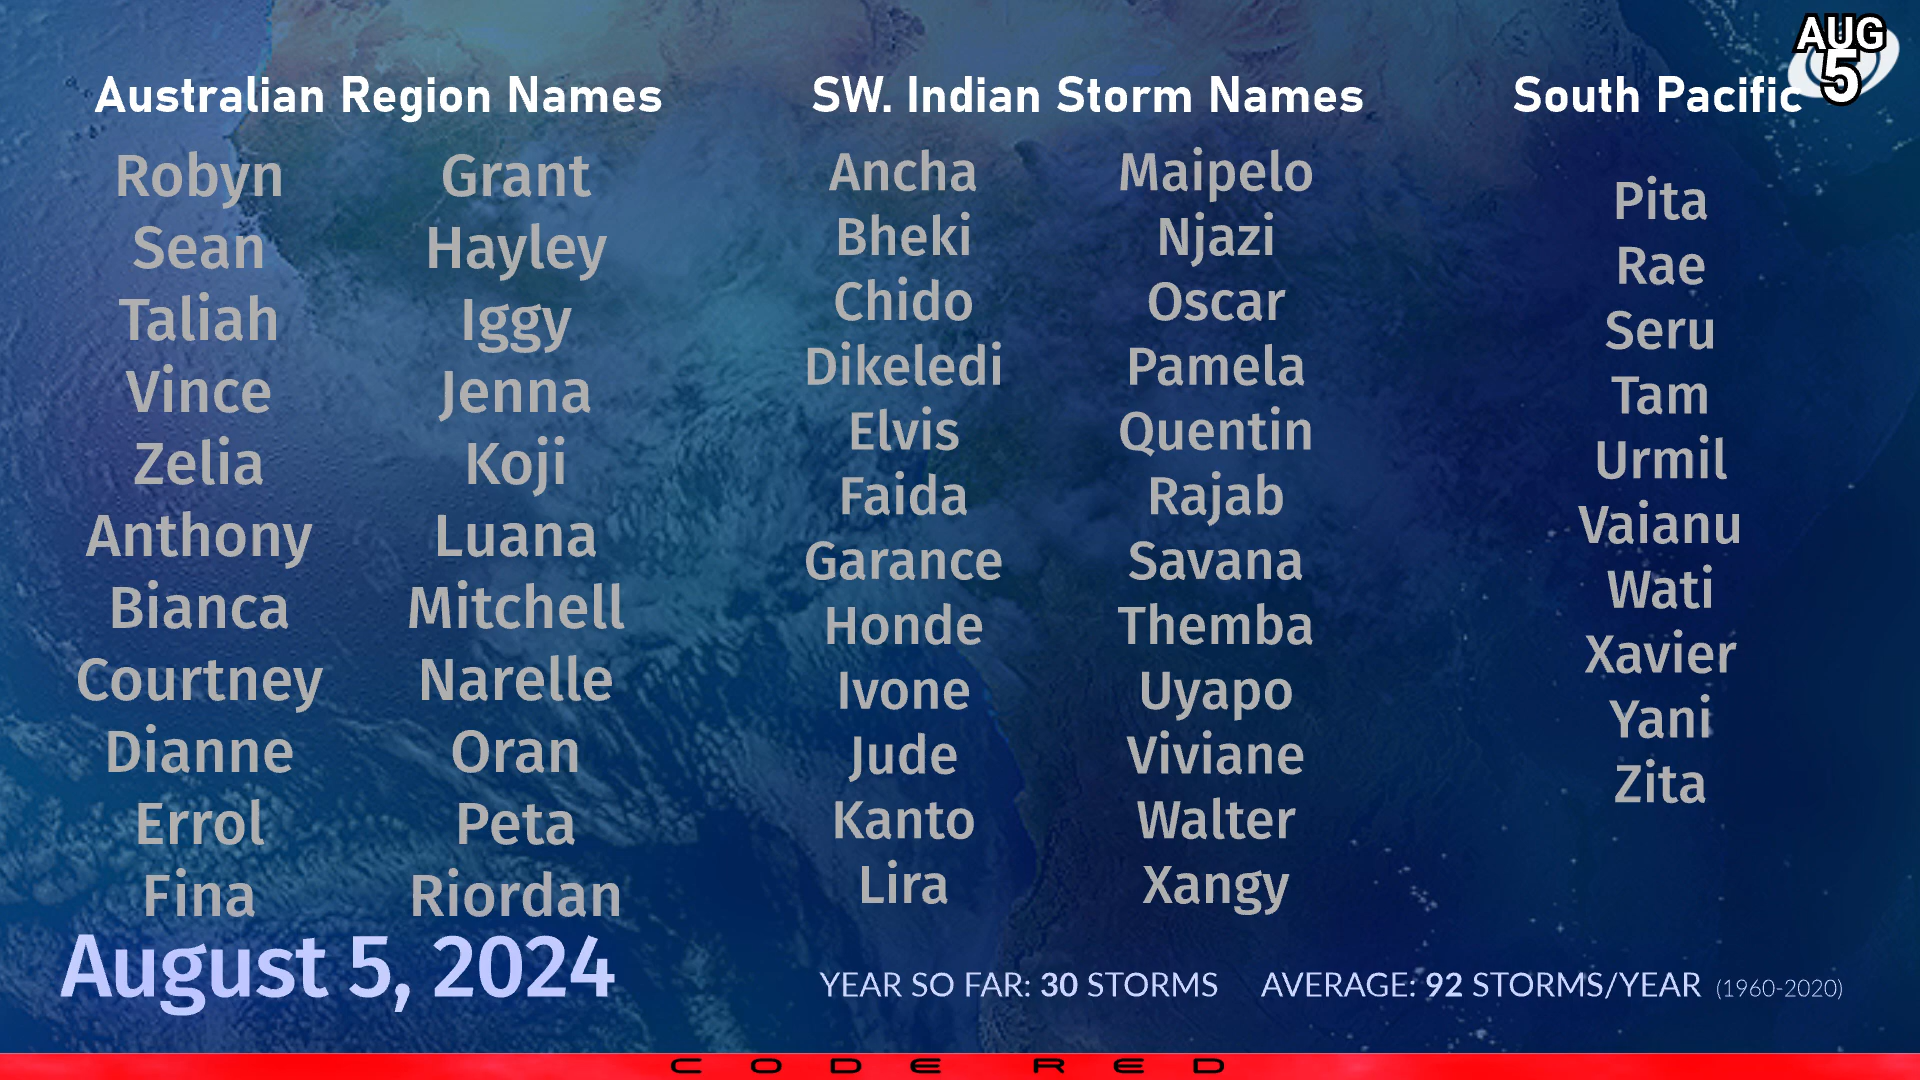 AUG
5
Australian Region Names
Robyn
Sean
Taliah
Vince
Zelia
Anthony
Bianca
Courtney
Dianne
Errol
Fina
Grant
Hayley
Iggy
Jenna
Koji
Luana
Mitchell
Narelle
Oran
Peta
Riordan
SW. Indian Storm Names
Ancha
Bheki
Chido
Dikeledi
Elvis
Faida
Garance
Honde
Ivone
Jude
Kanto
Lira
Maipelo
Njazi
Oscar
Pamela
Quentin
Rajab
Savana
Themba
Uyapo
Viviane
Walter
Xangy
South Pacific
Pita
Rae
Seru
Tam
Urmil
Vaianu
Wati
Xavier
Yani
Zita
August 5, 2024
YEAR SO FAR: 30 STORMS AVERAGE: 92 STORMS/YEAR (1960-2020)
CODE RED